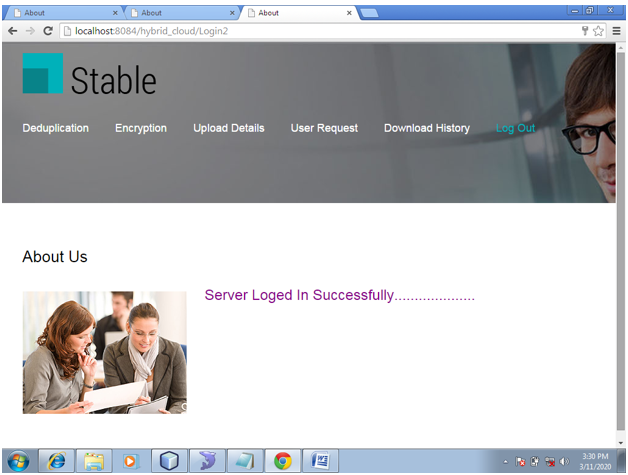 About
About
About
localhost:8084/hybrid_cloud/Login2
Stable
Deduplication Encryption Upload Details User Request Download History Log Out
About Us
Server Loged In Successfully....................
3:30 PM
3/11/2020